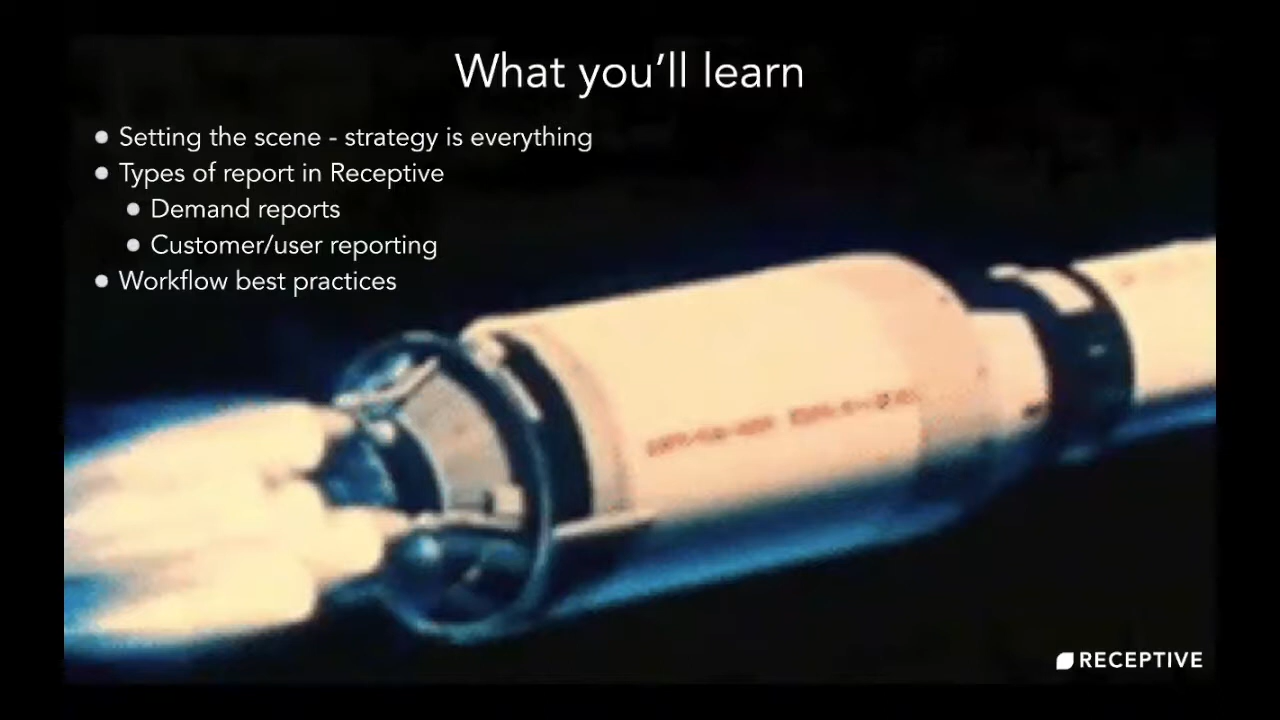 What you'll learn
Setting the scene - strategy is everything
Types of report in Receptive
Demand reports
Customer/user reporting
Workflow best practices
RECEPTIVE